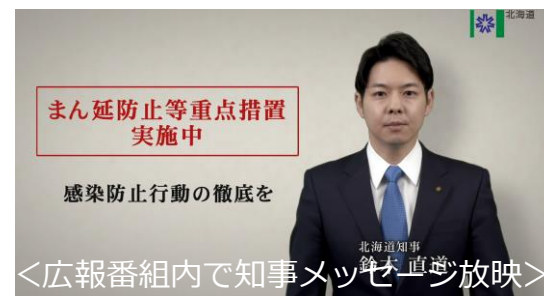 北海道
まん延防止等重点措置
実施中
感染防止行動の徹底を
北海道知事
鈴木 直道
＜広報番組内で知事メッセージ放映＞